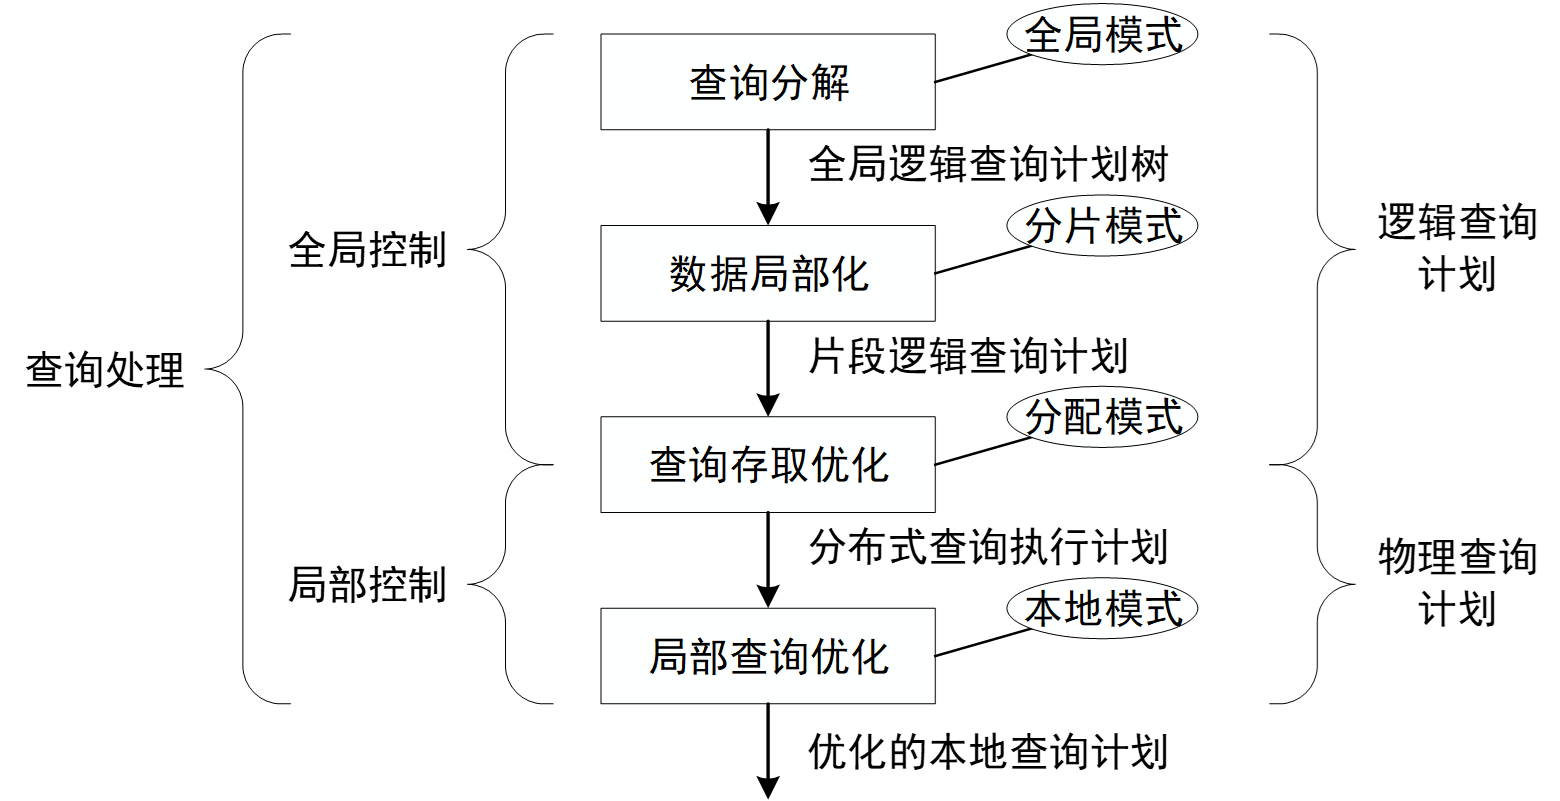 全局模式
查询分解
全局逻辑查询计划树
分片模式
逻辑查询
计划
全局控制
数据局部化
片段逻辑查询计划
查询处理
分配模式
查询存取优化
分布式查询执行计划
物理查询
计划
局部控制
本地模式
局部查询优化
优化的本地查询计划